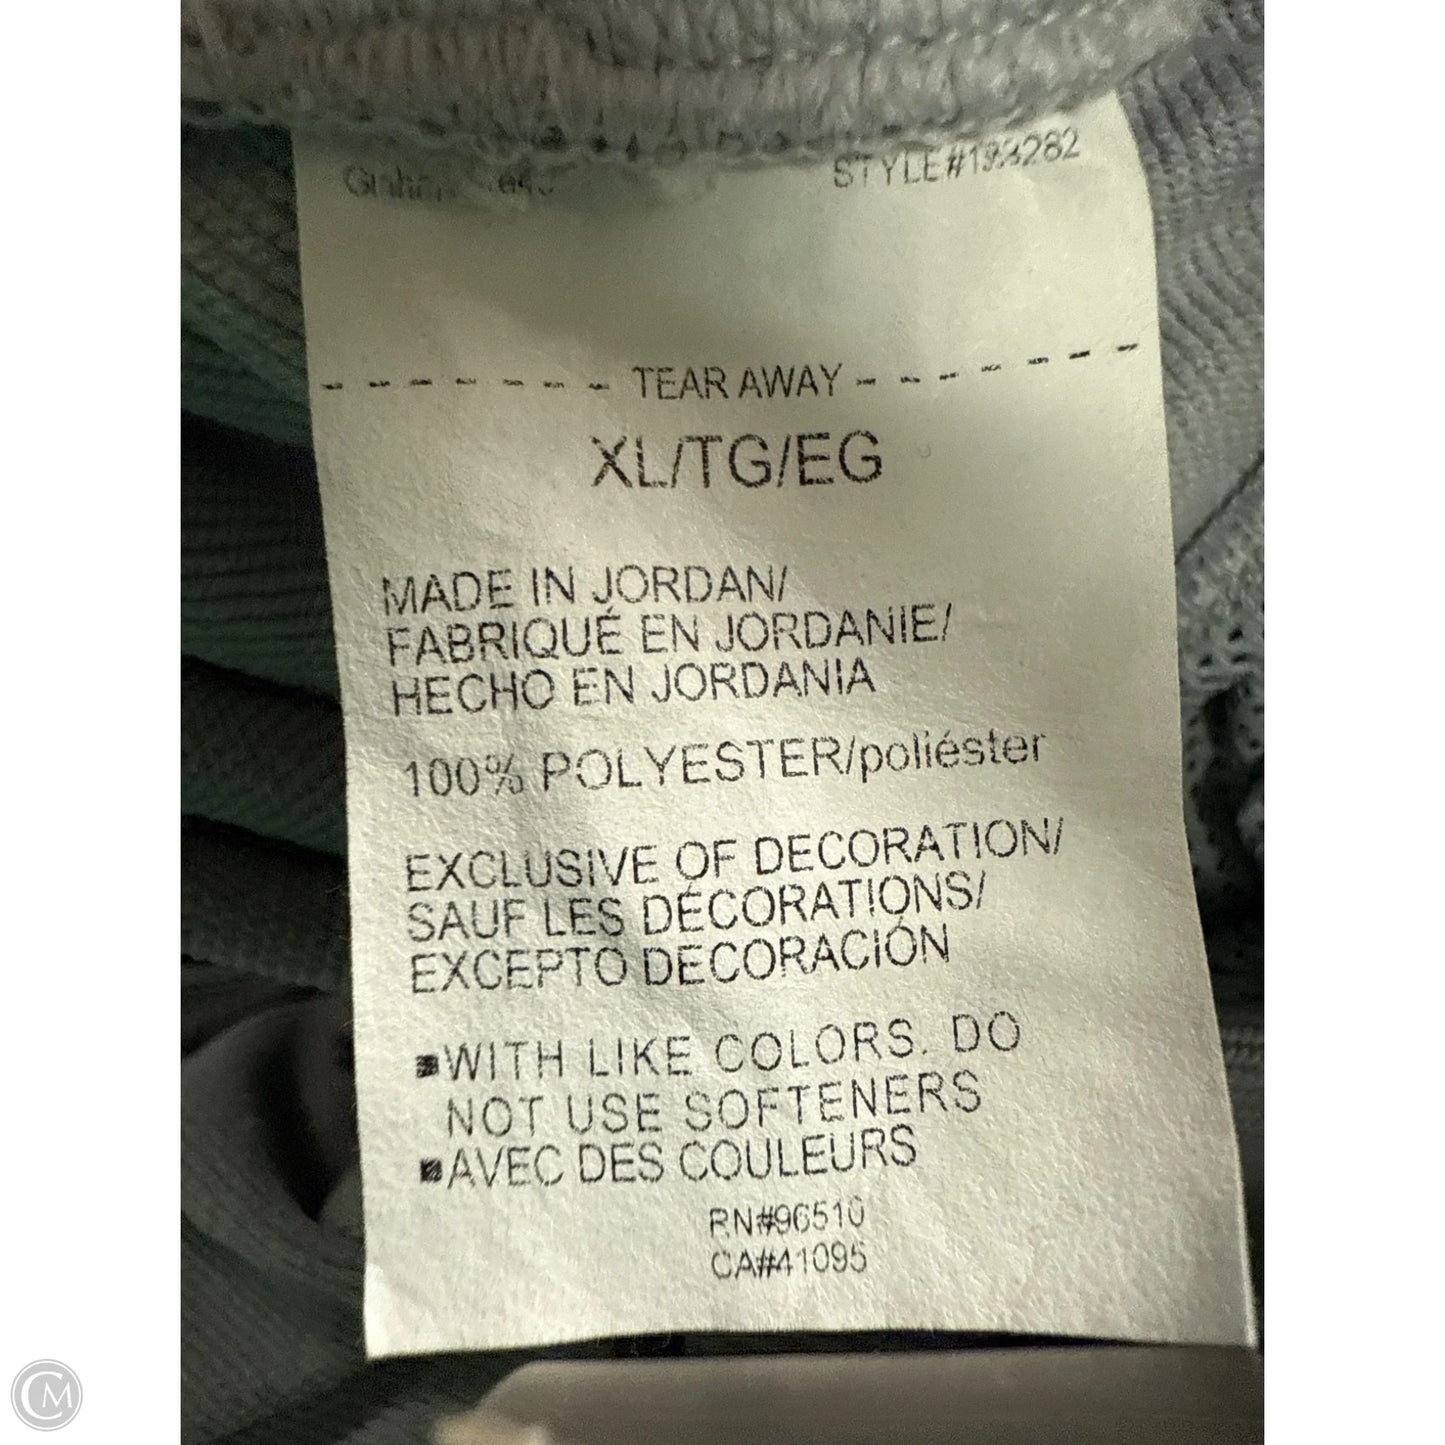 TEAR AWAY
XL/TG/EG
MADE IN JORDAN/
FABRIQUÉ EN JORDANIE/
HECHO EN JORDANIA
100% POLYESTER/poliéster
EXCLUSIVE OF DECORATION/
SAUF LES DÉCORATIONS/
EXCEPTO DECORACIÓN
WITH LIKE COLORS. DO
NOT USE SOFTENERS
AVEC DES COULEURS
RN#96510
CA#41095
CM